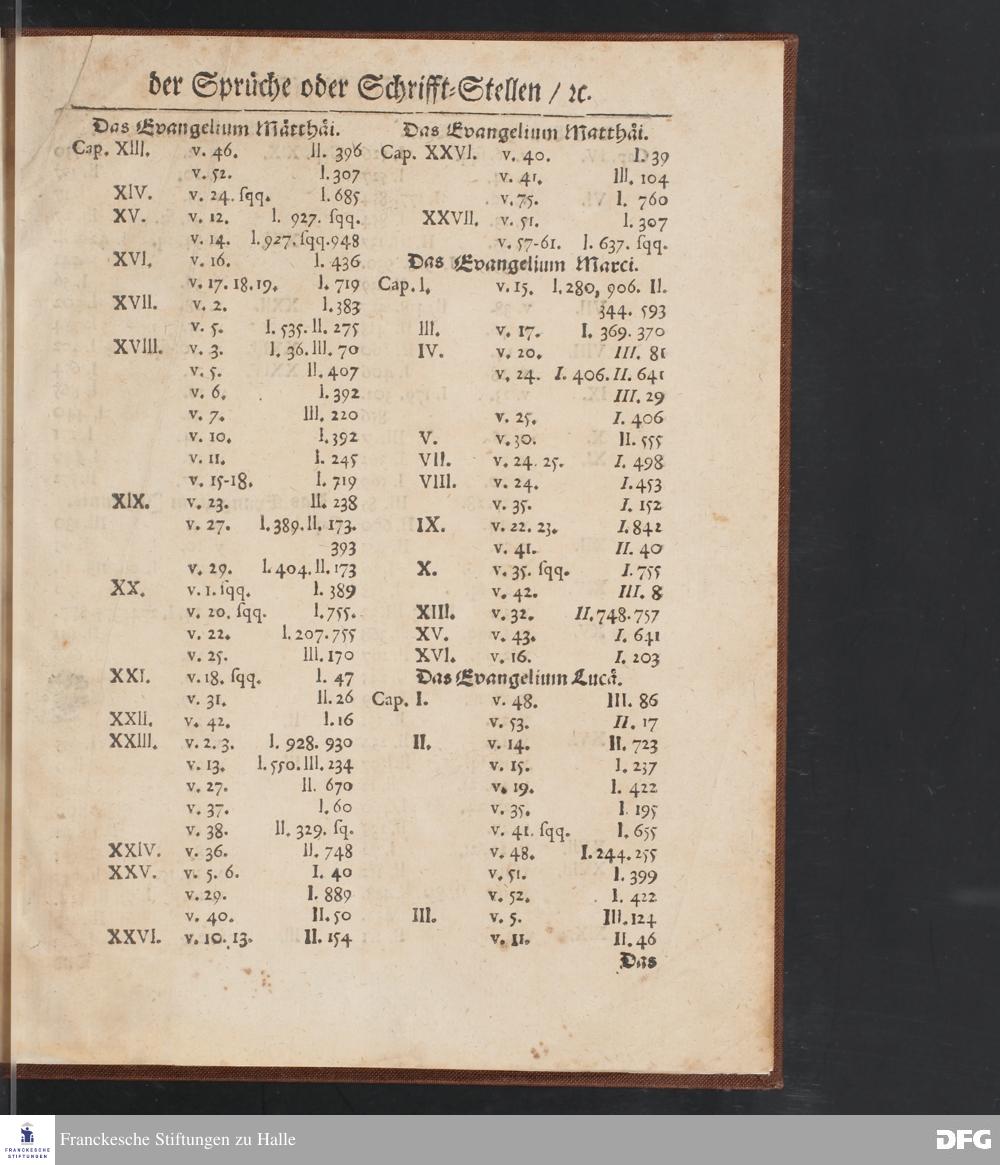 der Sprüche oder Schrifft-Stellen / ꝛc.
Das Evangelium Matthäi.
Cap. XIII. v. 46. II. 396
v. 52. I. 307
XIV. v. 24. sqq. I. 685
XV. v. 12. I. 927. sqq.
v. 14. I. 927. sqq. 948
XVI. v. 16. I. 436
v. 17. 18. 19. I. 719
XVII. v. 2. I. 383
v. 5. I. 535. II. 275
XVIII. v. 3. I. 36. III. 70
v. 5. II. 407
v. 6. I. 392
v. 7. III. 220
v. 10. I. 392
v. 11. I. 245
v. 15-18. I. 719
XIX. v. 23. II. 238
v. 27. I. 389. II. 173.
393
v. 29. I. 404. II. 173
XX. v. 1. sqq. I. 389
v. 20. sqq. I. 755.
v. 22. I. 207. 755
v. 25. III. 170
XXI. v. 18. sqq. I. 47
v. 31. II. 26
XXII. v. 42. I. 16
XXIII. v. 2. 3. I. 928. 930
v. 13. I. 550. III. 234
v. 27. II. 670
v. 37. I. 60
v. 38. II. 329. sq.
XXIV. v. 36. II. 748
XXV. v. 5. 6. I. 40
v. 29. I. 889
v. 40. II. 50
XXVI. v. 10. 13. II. 154
Das Evangelium Matthäi.
Cap. XXVI. v. 40. I. 39
v. 41. III. 104
v. 75. I. 760
XXVII. v. 51. I. 307
v. 57-61. I. 637. sqq.
Das Evangelium Marci.
Cap. I. v. 15. I. 280, 906. II.
344. 593
III. v. 17. I. 369. 370
IV. v. 20. III. 81
v. 24. I. 406. II. 641
III. 29
v. 25. I. 406
V. v. 30. II. 555
VII. v. 24. 25. I. 498
VIII. v. 24. I. 453
v. 35. I. 152
IX. v. 22. 23. I. 842
v. 41. II. 40
X. v. 35. sqq. I. 755
v. 42. III. 8
XIII. v. 32. II. 748. 757
XV. v. 43. I. 641
XVI. v. 16. I. 203
Das Evangelium Lucä.
Cap. I. v. 48. III. 86
v. 53. II. 17
II. v. 14. II. 723
v. 15. I. 237
v. 19. I. 422
v. 35. I. 195
v. 41. sqq. I. 655
v. 48. I. 244. 255
v. 51. I. 399
v. 52. I. 422
III. v. 5. III. 124
v. 11. II. 46
Das
FRANCKESCHE
STIFTUNGEN
Franckesche Stiftungen zu Halle
DFG